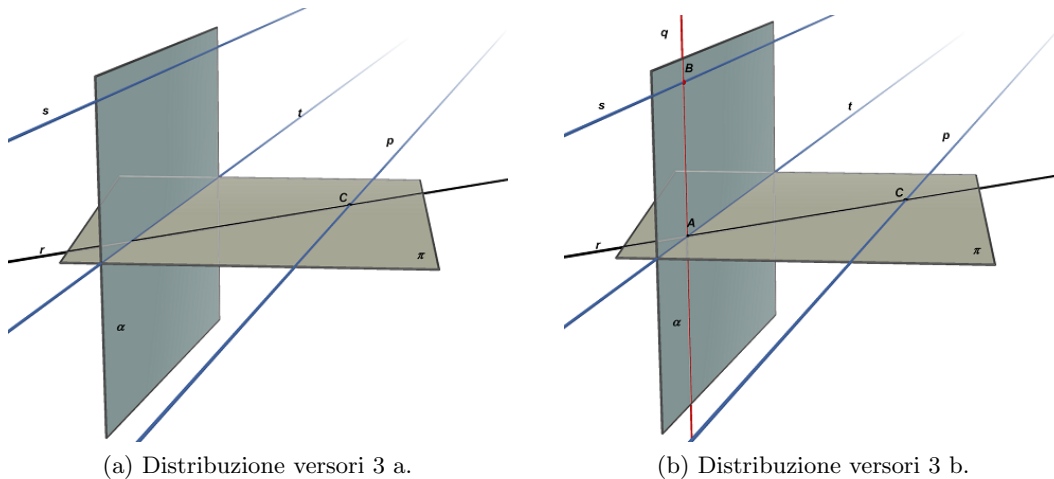 s
t
p
C
r
π
α
(a) Distribuzione versori 3 a.
q
B
s
t
p
C
A
r
π
α
(b) Distribuzione versori 3 b.